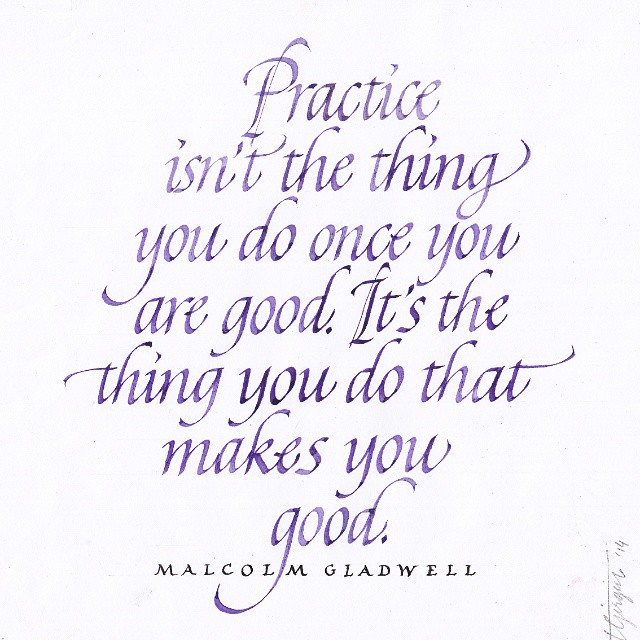 Practice
isn't the thing
you do once you
are good. It's the
thing you do that
makes you
good.
MALCOLM GLADWELL